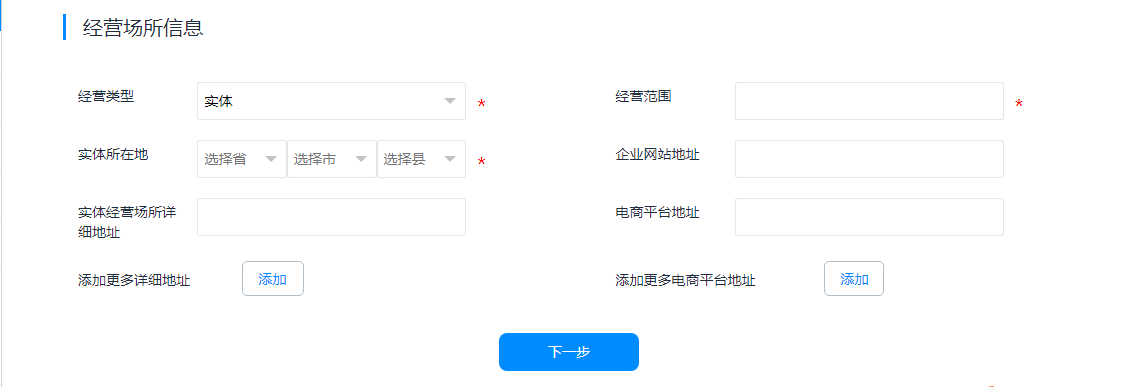 经营场所信息
经营类型 实体 * 经营范围 *
实体所在地 选择省 选择市 选择县 * 企业网站地址
实体经营场所详
细地址
电商平台地址
添加更多详细地址 添加 添加更多电商平台地址 添加
下一步